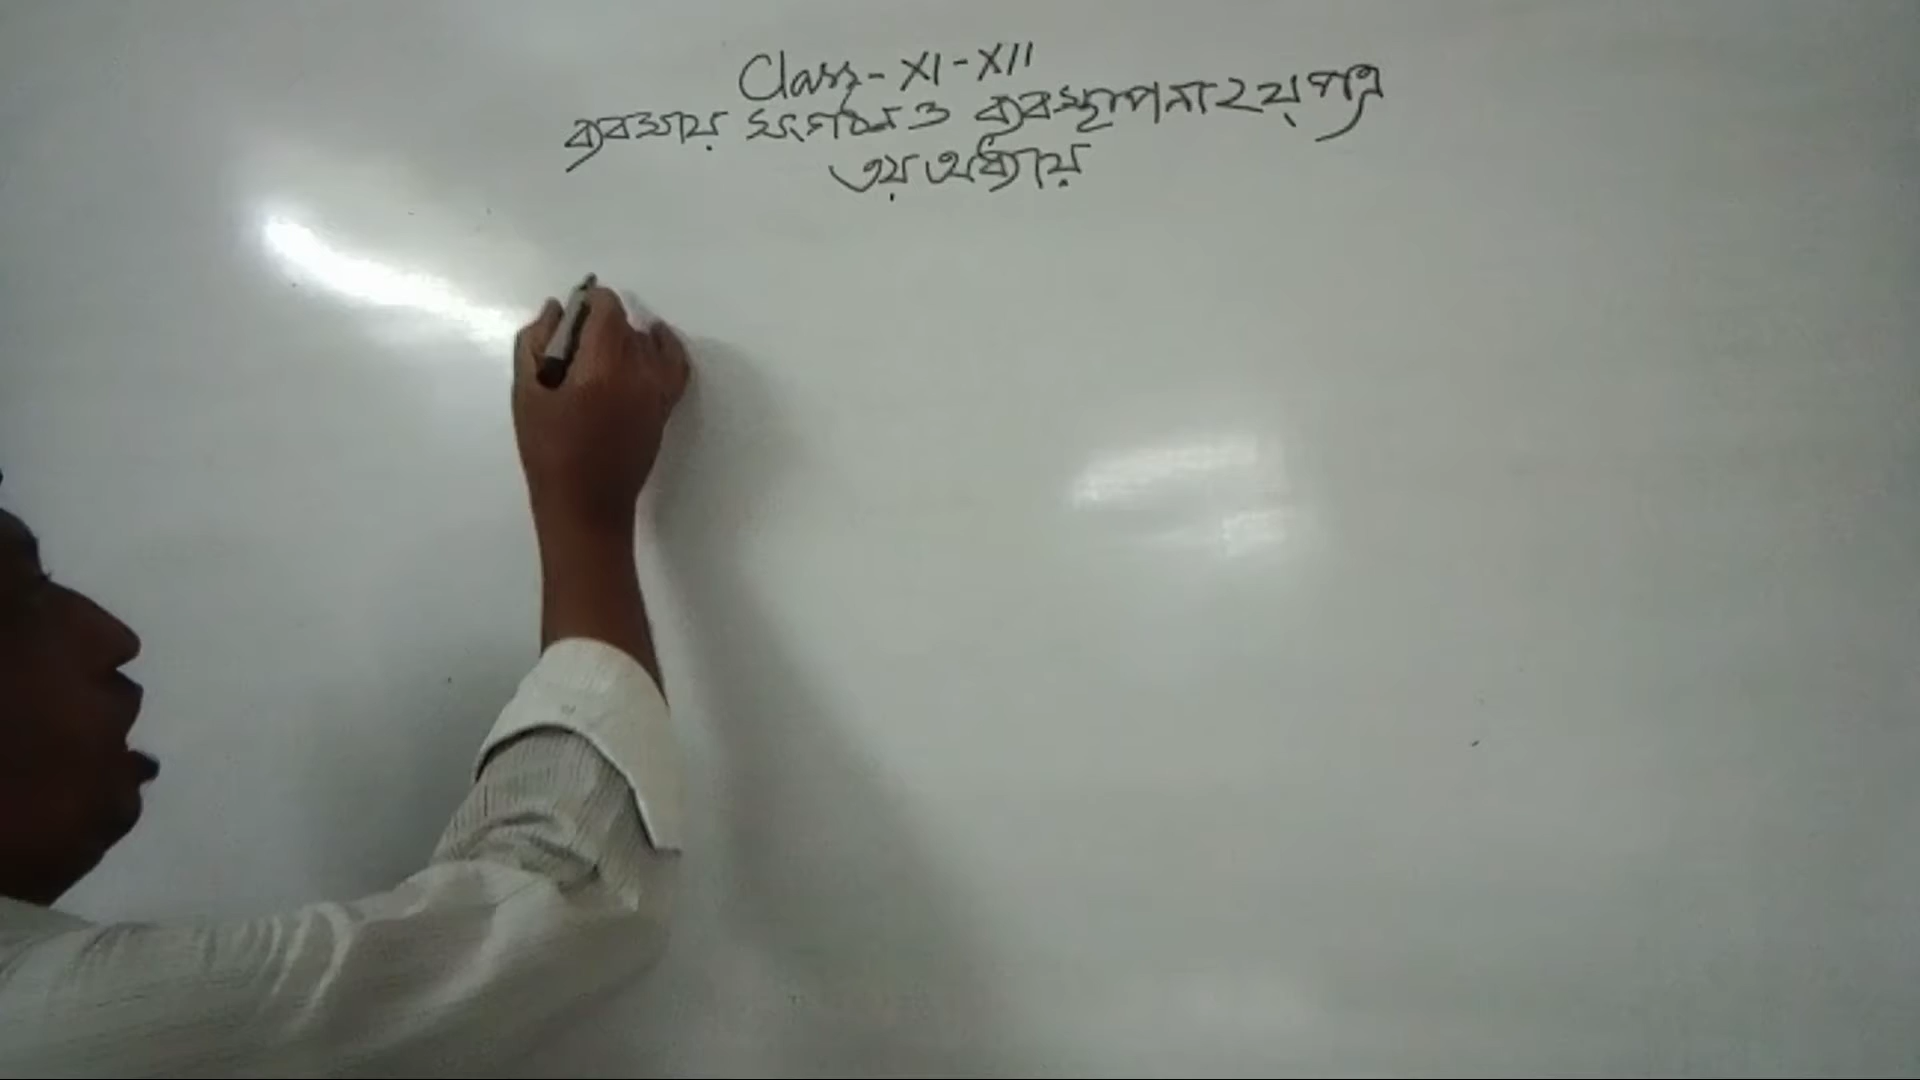 Class - XI - XII
ব্যবসায় সংগঠন ও ব্যবস্থাপনা ২য় পত্র
৩য় অধ্যায়